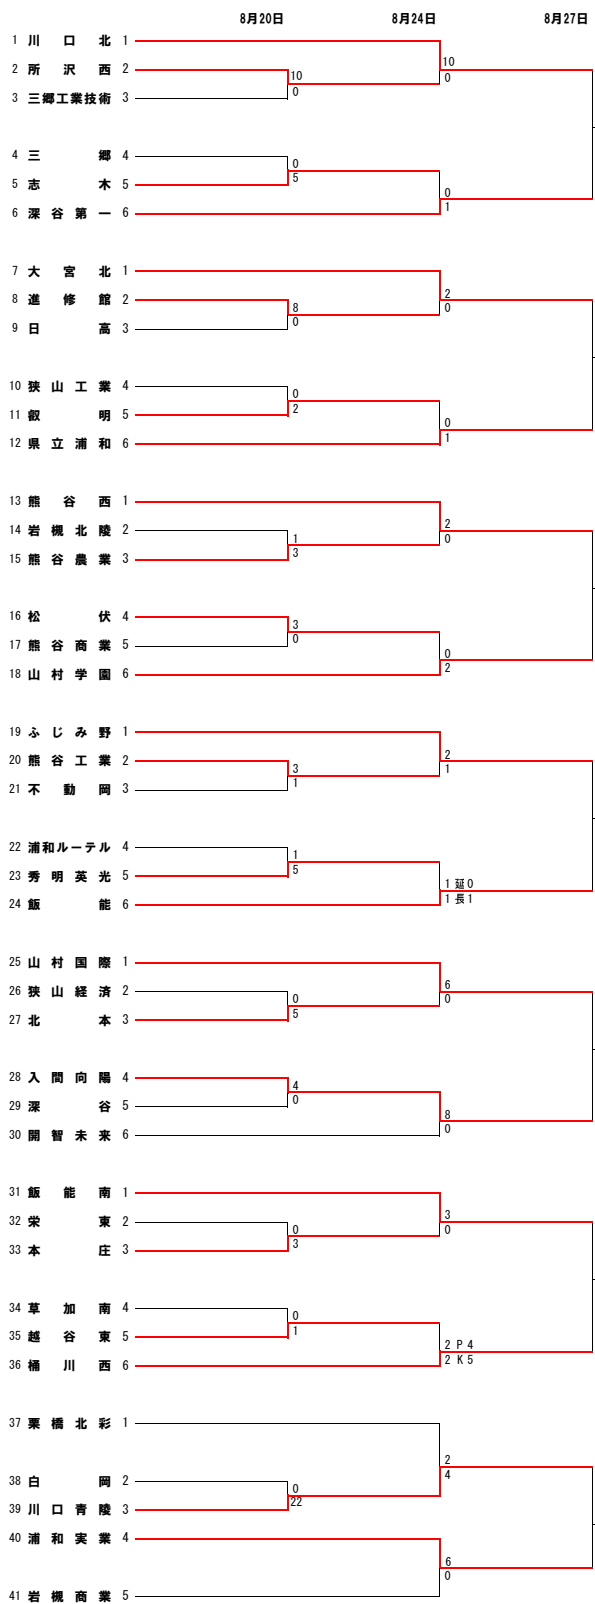 8月20日 8月24日 8月27日
1 川口北 1
10
2 所沢西 2
10
0
0
3 三郷工業技術 3
4 三郷 4
0
5 志木 5
5
0
6 深谷第一 6
1
7 大宮北 1
2
8 進修館 2
8
0
9 日高 3
0
10 狭山工業 4
0
11 叡明 5
2
0
12 県立浦和 6
1
13 熊谷西 1
2
14 岩槻北陵 2
1
0
15 熊谷農業 3
3
16 松伏 4
3
17 熊谷商業 5
0
0
18 山村学園 6
2
19 ふじみ野 1
2
20 熊谷工業 2
3
1
21 不動岡 3
1
22 浦和ルーテル 4
1
23 秀明英光 5
5
1 延 0
24 飯能 6
1 長 1
25 山村国際 1
6
26 狭山経済 2
0
0
27 北本 3
5
28 入間向陽 4
4
29 深谷 5
0
8
30 開智未来 6
0
31 飯能南 1
3
32 栄東 2
0
0
33 本庄 3
3
34 草加南 4
0
35 越谷東 5
1
2 P 4
36 桶川西 6
2 K 5
37 栗橋北彩 1
2
38 白岡 2
0
4
39 川口青陵 3
22
40 浦和実業 4
6
0
41 岩槻商業 5